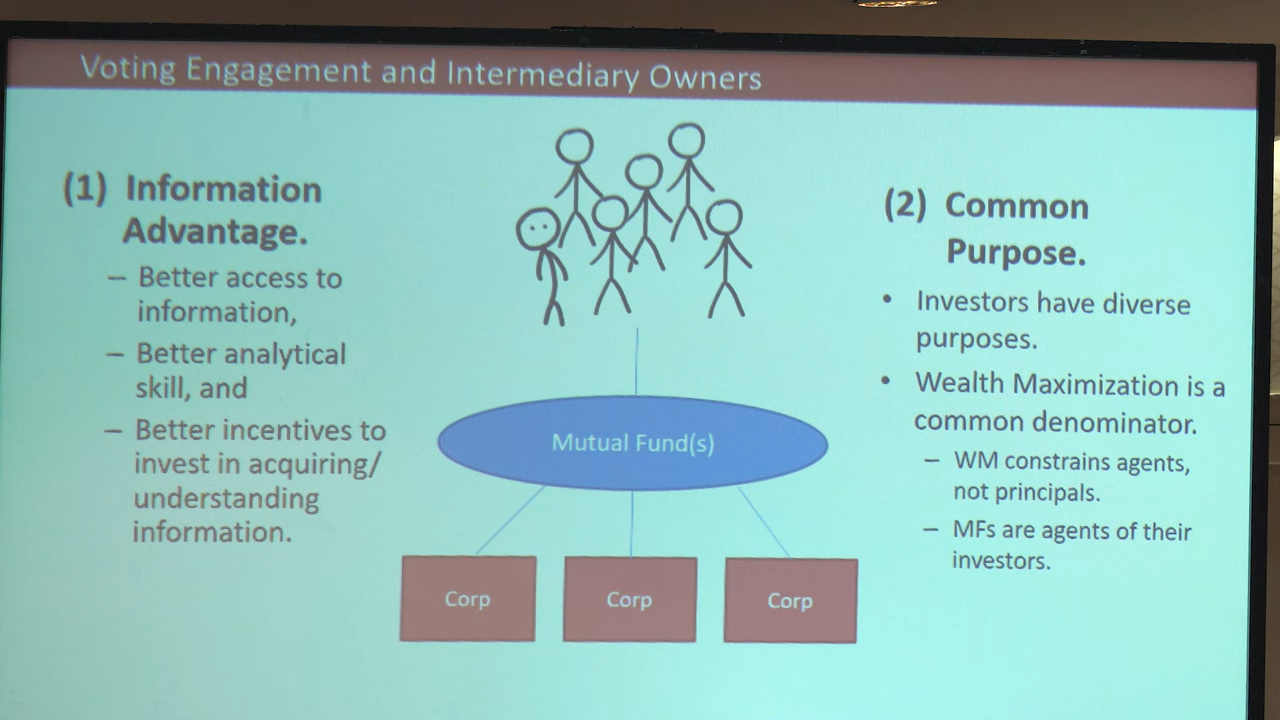 Voting Engagement and Intermediary Owners
(1) Information
Advantage.
– Better access to
information,
– Better analytical
skill, and
– Better incentives to
invest in acquiring/
understanding
information.
Mutual Fund(s)
Corp
Corp
Corp
(2) Common
Purpose.
• Investors have diverse
purposes.
• Wealth Maximization is a
common denominator.
– WM constrains agents,
not principals.
– MFs are agents of their
investors.